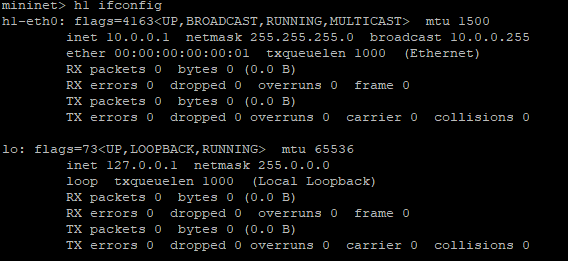 mininet> h1 ifconfig
h1-eth0: flags=4163<UP,BROADCAST,RUNNING,MULTICAST>  mtu 1500
        inet 10.0.0.1  netmask 255.255.255.0  broadcast 10.0.0.255
        ether 00:00:00:00:00:01  txqueuelen 1000  (Ethernet)
        RX packets 0  bytes 0 (0.0 B)
        RX errors 0  dropped 0  overruns 0  frame 0
        TX packets 0  bytes 0 (0.0 B)
        TX errors 0  dropped 0 overruns 0  carrier 0  collisions 0

lo: flags=73<UP,LOOPBACK,RUNNING>  mtu 65536
        inet 127.0.0.1  netmask 255.0.0.0
        loop  txqueuelen 1000  (Local Loopback)
        RX packets 0  bytes 0 (0.0 B)
        RX errors 0  dropped 0  overruns 0  frame 0
        TX packets 0  bytes 0 (0.0 B)
        TX errors 0  dropped 0 overruns 0  carrier 0  collisions 0